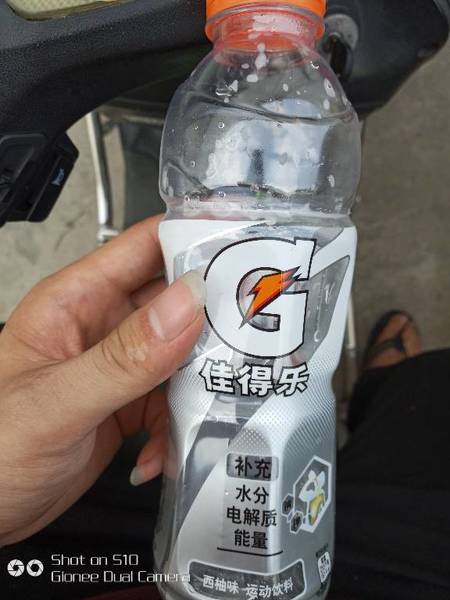 G
佳得乐
补充
水分
电解质
能量
西柚味 运动饮料
Shot on S10
Gionee Dual Camera